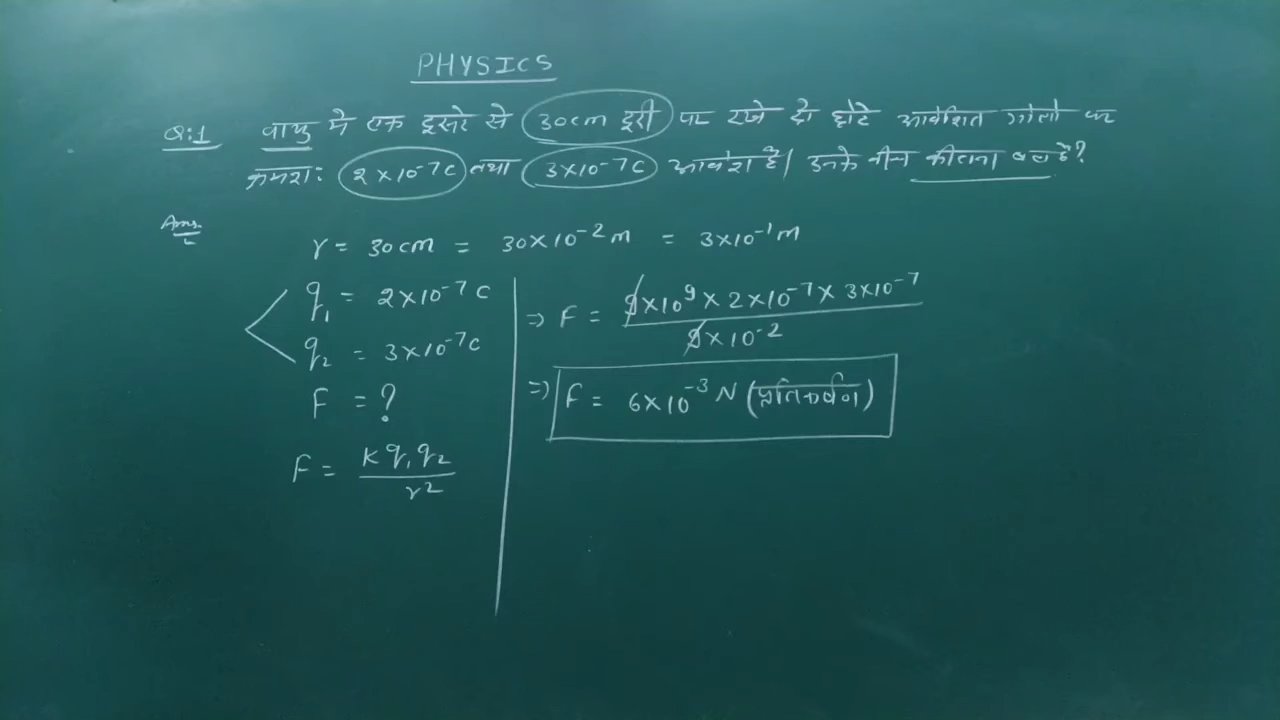 PHYSICS
Q:1 वायु मे एक दूसरे से 30cm दूरी पर रखे दो छोटे आवेशित गोलो पर
क्रमशः 2×10⁻⁷C तथा 3×10⁻⁷C आवेश है| उनके बीच कीतना बल है?
Ans.
r = 30cm = 30×10⁻²m = 3×10⁻¹m
q₁ = 2×10⁻⁷C
q₂ = 3×10⁻⁷C
F = ?
F = Kq₁q₂/r²
⇒ F = 9×10⁹×2×10⁻⁷×3×10⁻⁷/9×10⁻²
⇒ F = 6×10⁻³ N (प्रतिकर्षण)